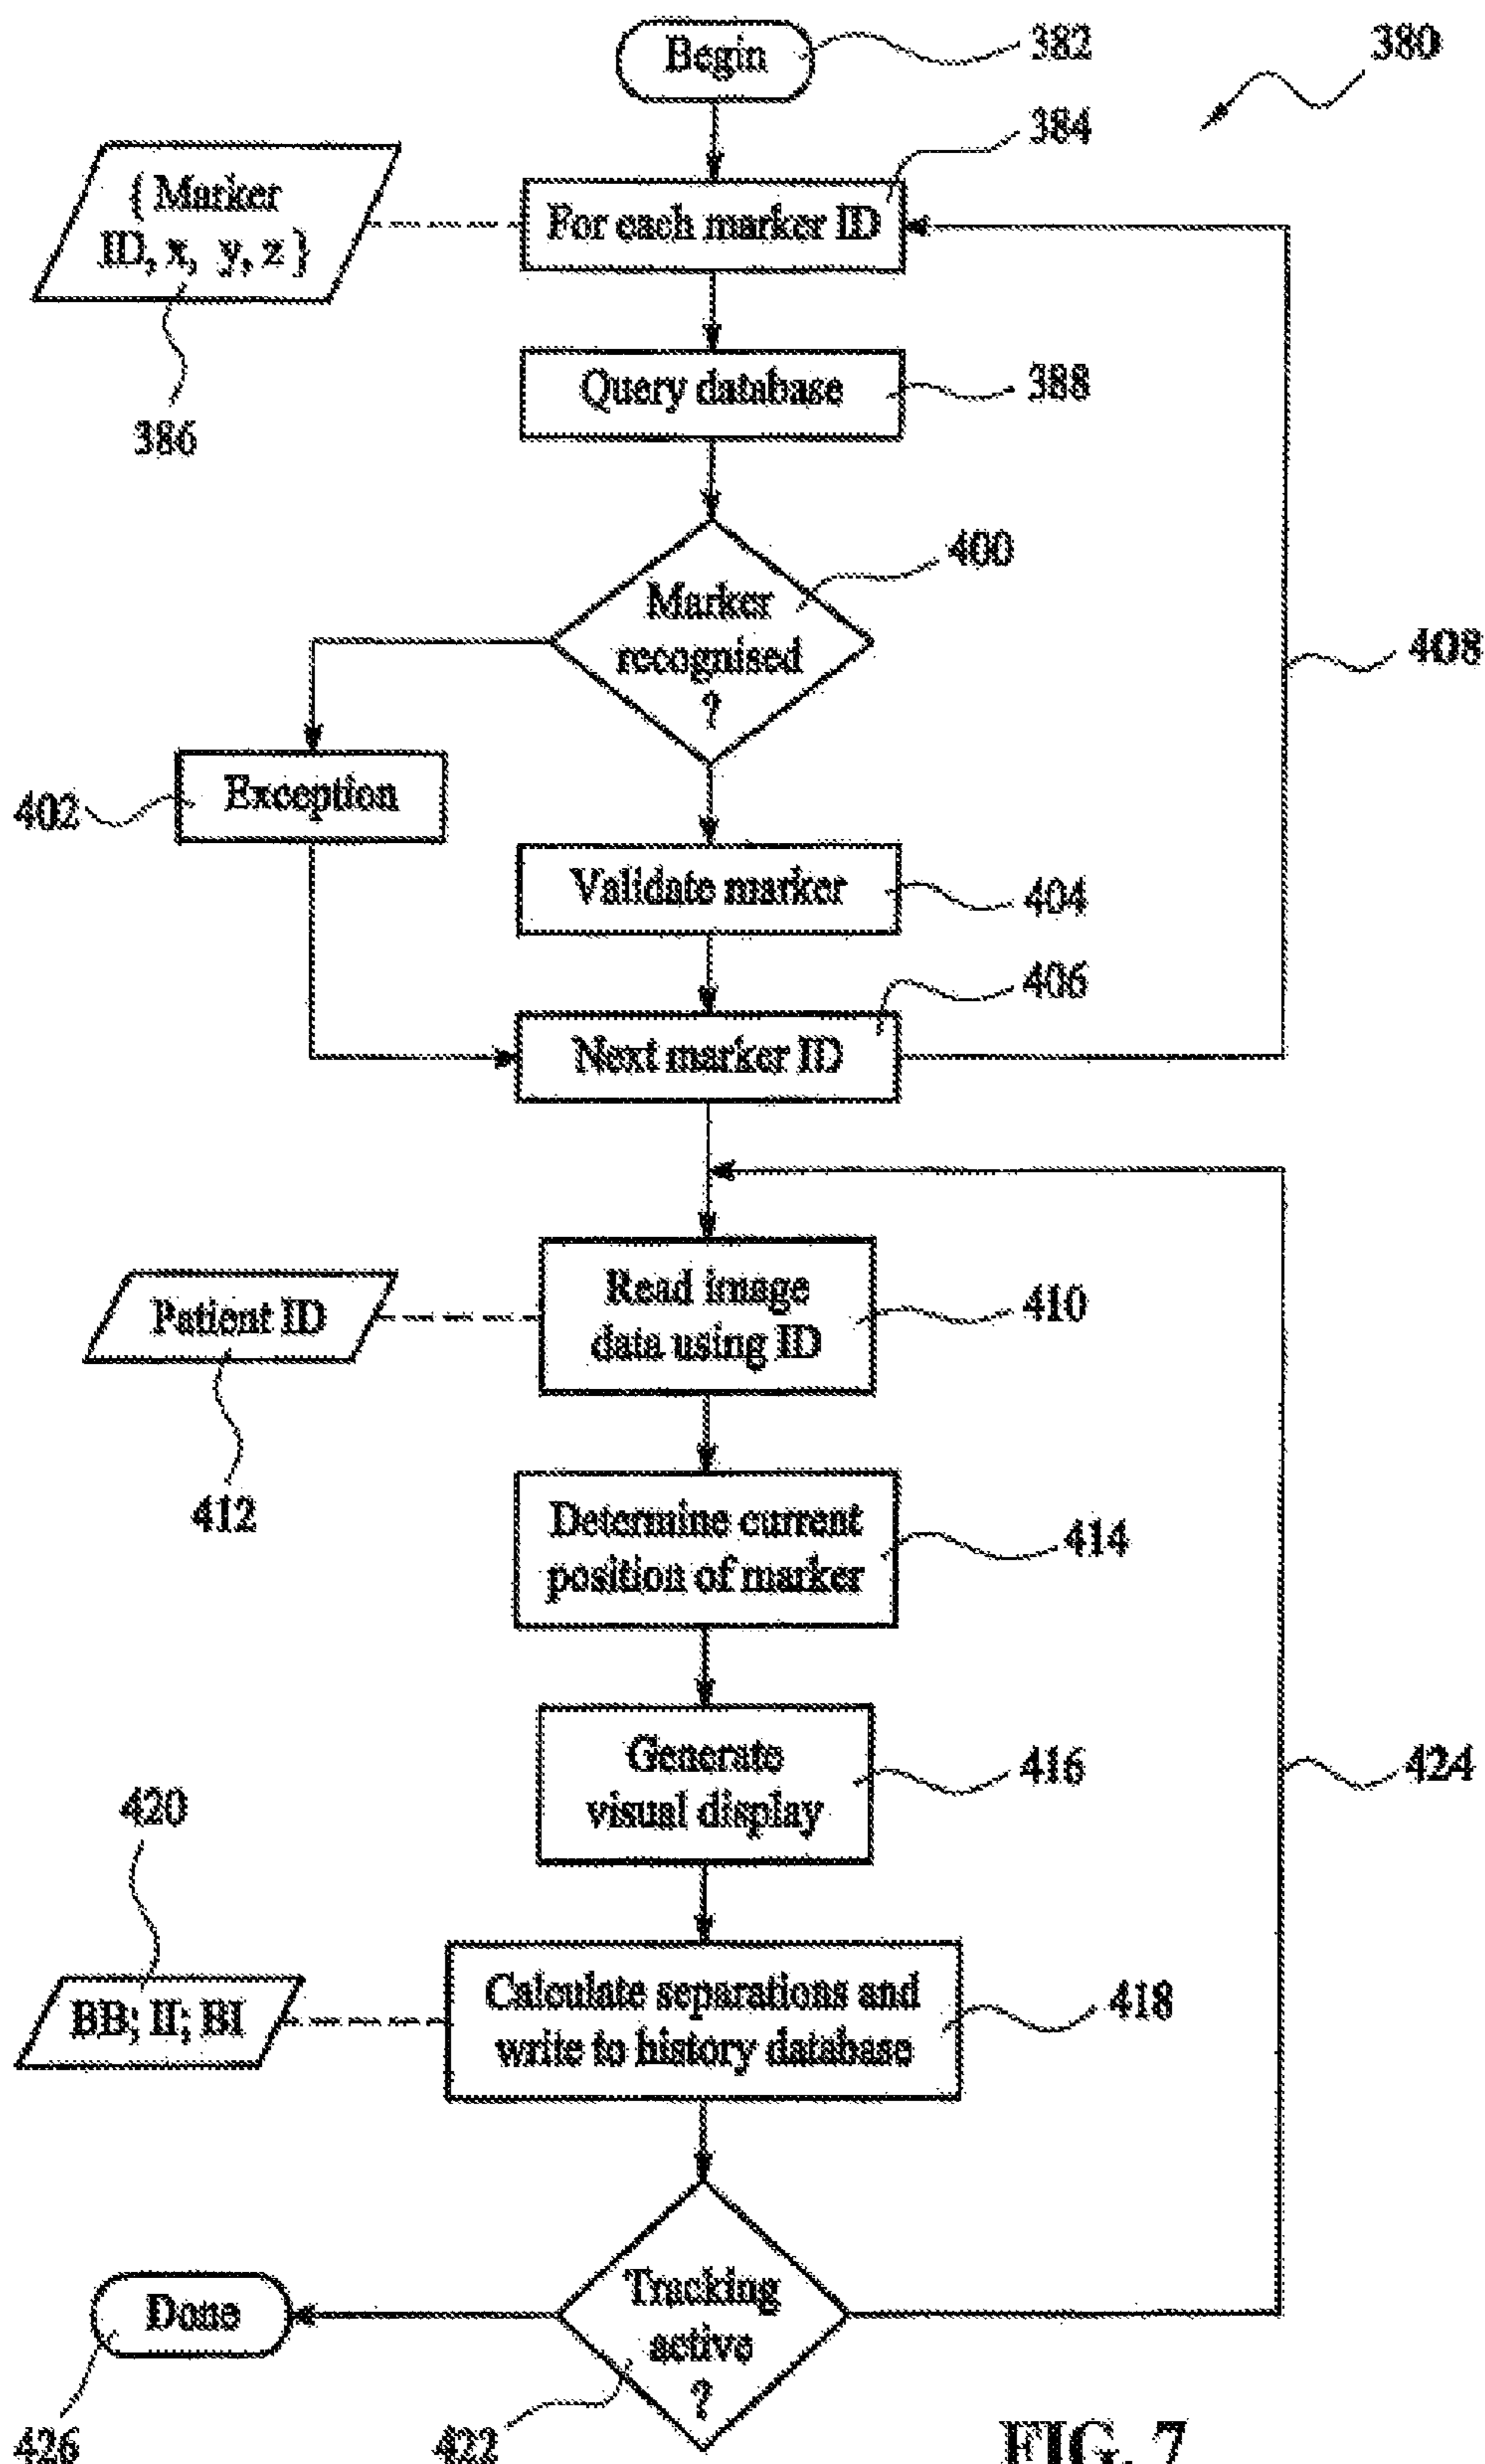 Begin
382
380
384
{ Marker
ID, x, y, z }
For each marker ID
386
Query database
388
400
Marker
recognised
?
408
Exception
402
Validate marker
404
406
Next marker ID
Patient ID
Read image
data using ID
410
412
Determine current
position of marker
414
Generate
visual display
416
424
420
BB; II; BI
Calculate separations and
write to history database
418
Done
Tracking
active
?
426
422
FIG. 7